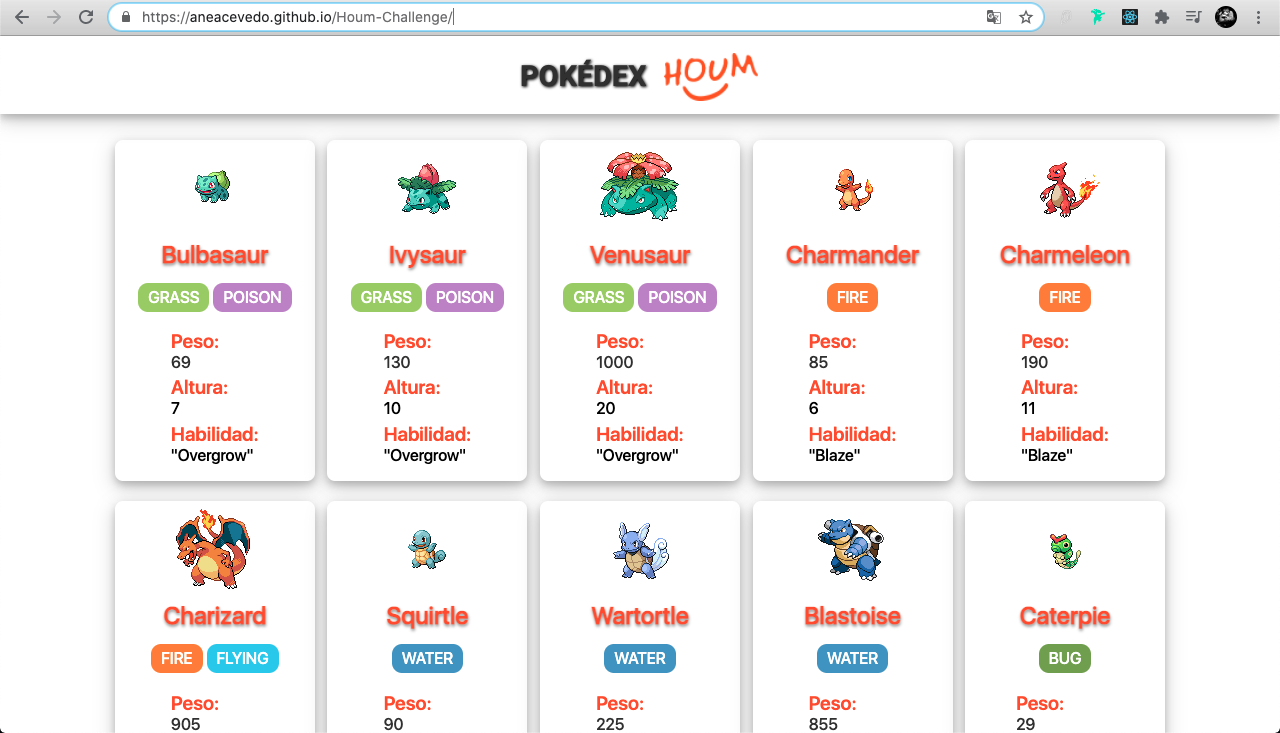 https://aneacevedo.github.io/Houm-Challenge/
POKÉDEX HOUM
Bulbasaur
GRASS POISON
Peso:
69
Altura:
7
Habilidad:
"Overgrow"
Ivysaur
GRASS POISON
Peso:
130
Altura:
10
Habilidad:
"Overgrow"
Venusaur
GRASS POISON
Peso:
1000
Altura:
20
Habilidad:
"Overgrow"
Charmander
FIRE
Peso:
85
Altura:
6
Habilidad:
"Blaze"
Charmeleon
FIRE
Peso:
190
Altura:
11
Habilidad:
"Blaze"
Charizard
FIRE FLYING
Peso:
905
Squirtle
WATER
Peso:
90
Wartortle
WATER
Peso:
225
Blastoise
WATER
Peso:
855
Caterpie
BUG
Peso:
29